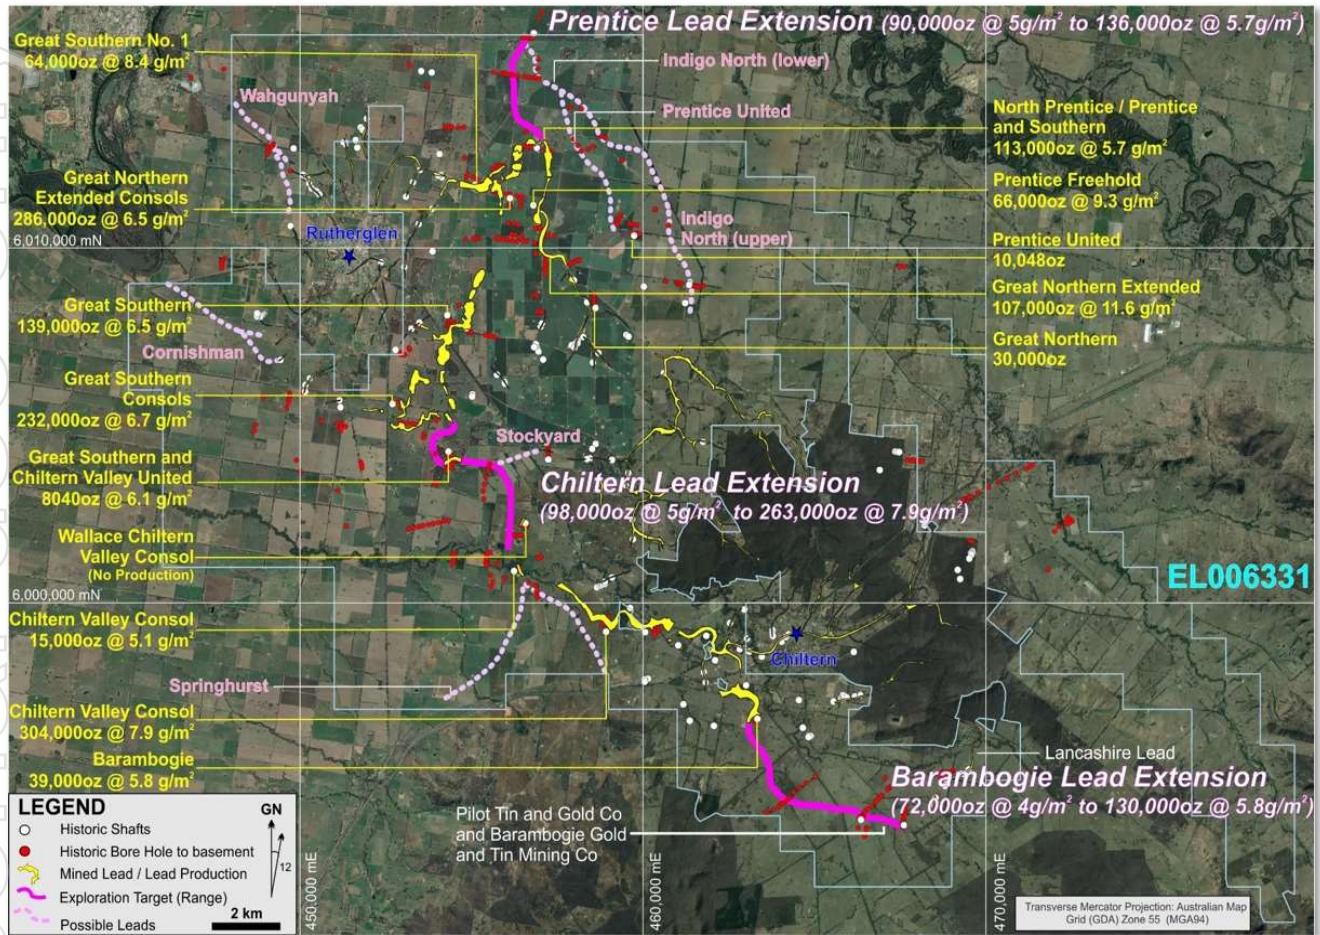 Prentice Lead Extension (90,000oz @ 5g/m² to 136,000oz @ 5.7g/m²)
Great Southern No. 1
64,000oz @ 8.4 g/m²
Indigo North (lower)
Wahgunyah
Prentice United
North Prentice / Prentice
and Southern
113,000oz @ 5.7 g/m²
Great Northern
Extended Consols
286,000oz @ 6.5 g/m²
Prentice Freehold
66,000oz @ 9.3 g/m²
6,010,000 mN
Rutherglen
Indigo
North (upper)
Prentice United
10,048oz
Great Northern Extended
107,000oz @ 11.6 g/m²
Great Southern
139,000oz @ 6.5 g/m²
Great Northern
30,000oz
Cornishman
Great Southern
Consols
232,000oz @ 6.7 g/m²
Stockyard
Great Southern and
Chiltern Valley United
8040oz @ 6.1 g/m²
Chiltern Lead Extension
(98,000oz @ 5g/m² to 263,000oz @ 7.9g/m²)
Wallace Chiltern
Valley Consol
(No Production)
EL006331
6,000,000 mN
Chiltern Valley Consol
15,000oz @ 5.1 g/m²
Chiltern
Springhurst
Chiltern Valley Consol
304,000oz @ 7.9 g/m²
Barambogie
39,000oz @ 5.8 g/m²
Lancashire Lead
Barambogie Lead Extension
(72,000oz @ 4g/m² to 130,000oz @ 5.8g/m²)
Pilot Tin and Gold Co
and Barambogie Gold
and Tin Mining Co
LEGEND
GN
Historic Shafts
Historic Bore Hole to basement
Mined Lead / Lead Production
12
Exploration Target (Range)
Possible Leads
2 km
450,000 mE
460,000 mE
470,000 mE
Transverse Mercator Projection: Australian Map
Grid (GDA) Zone 55 (MGA94)